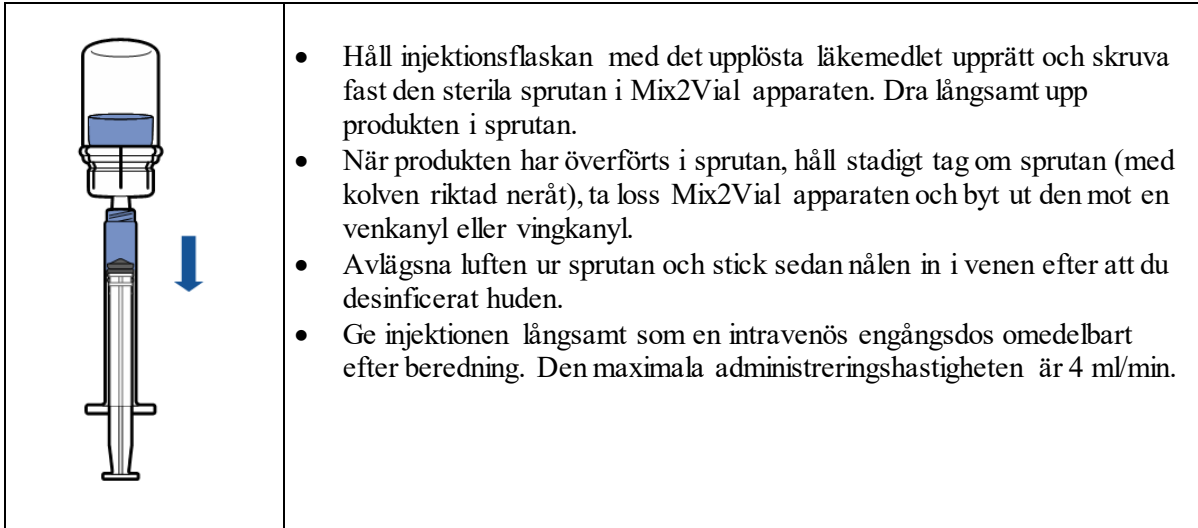 • Håll injektionsflaskan med det upplösta läkemedlet upprätt och skruva
fast den sterila sprutan i Mix2Vial apparaten. Dra långsamt upp
produkten i sprutan.
• När produkten har överförts i sprutan, håll stadigt tag om sprutan (med
kolven riktad neråt), ta loss Mix2Vial apparaten och byt ut den mot en
venkanyl eller vingkanyl.
• Avlägsna luften ur sprutan och stick sedan nålen in i venen efter att du
desinficerat huden.
• Ge injektionen långsamt som en intravenös engångsdos omedelbart
efter beredning. Den maximala administreringshastigheten är 4 ml/min.